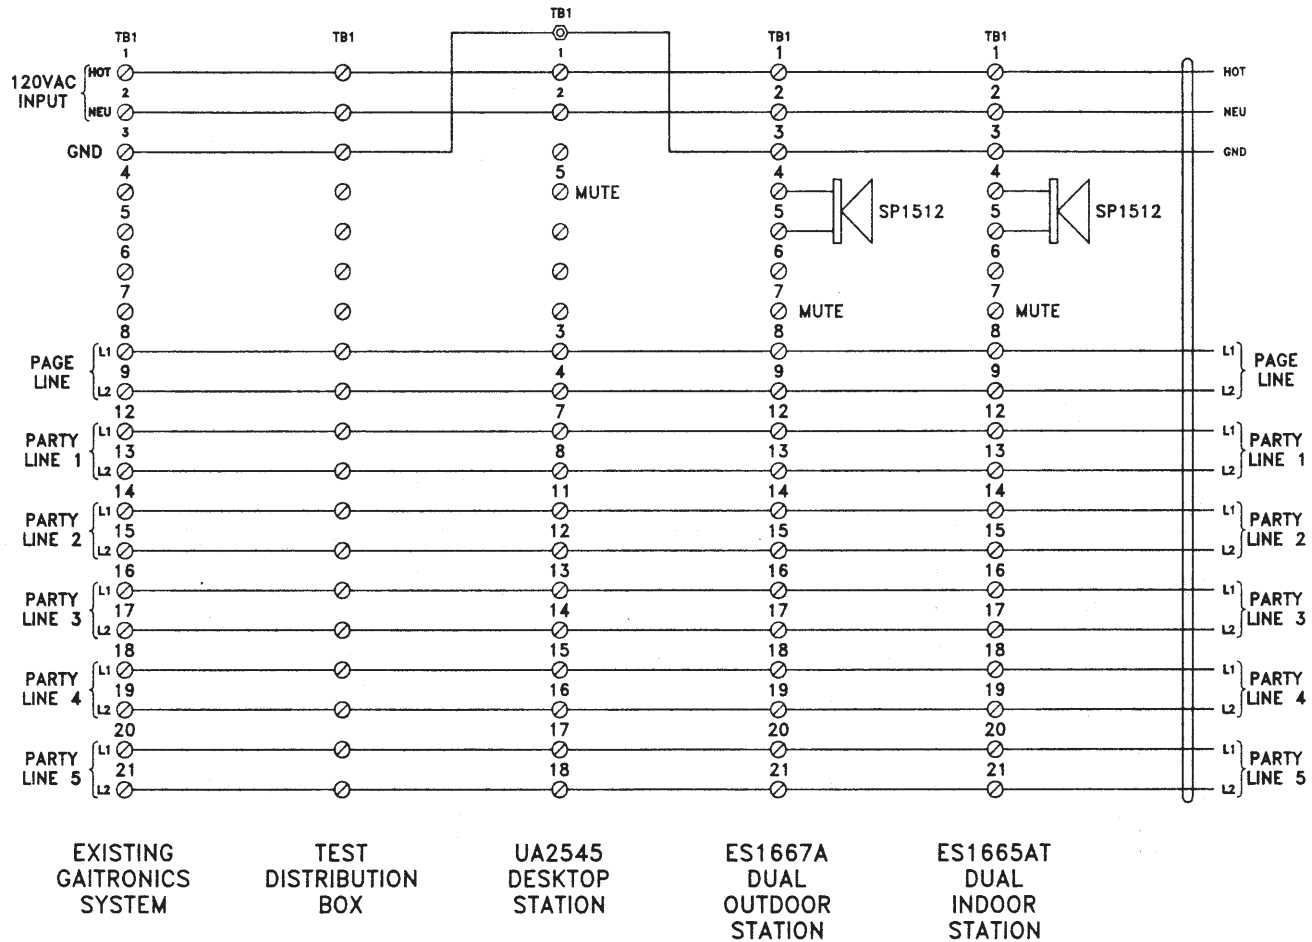 TB1
TB1 TB1 TB1 TB1
1 1 1 1
120VAC INPUT HOT HOT
2 2 2 2
NEU NEU
3 3 3
GND GND
4 5 4 4
MUTE SP1512 SP1512
5 5 5
6 6 6
7 7 7
MUTE MUTE
8 3 8 8
PAGE LINE L1 L1 PAGE LINE
9 4 9 9
L2 L2
12 7 12 12
PARTY LINE 1 L1 L1 PARTY LINE 1
13 8 13 13
L2 L2
14 11 14 14
PARTY LINE 2 L1 L1 PARTY LINE 2
15 12 15 15
L2 L2
16 13 16 16
PARTY LINE 3 L1 L1 PARTY LINE 3
17 14 17 17
L2 L2
18 15 18 18
PARTY LINE 4 L1 L1 PARTY LINE 4
19 16 19 19
L2 L2
20 17 20 20
PARTY LINE 5 L1 L1 PARTY LINE 5
21 18 21 21
L2 L2
EXISTING
GAITRONICS
SYSTEM
TEST
DISTRIBUTION
BOX
UA2545
DESKTOP
STATION
ES1667A
DUAL
OUTDOOR
STATION
ES1665AT
DUAL
INDOOR
STATION